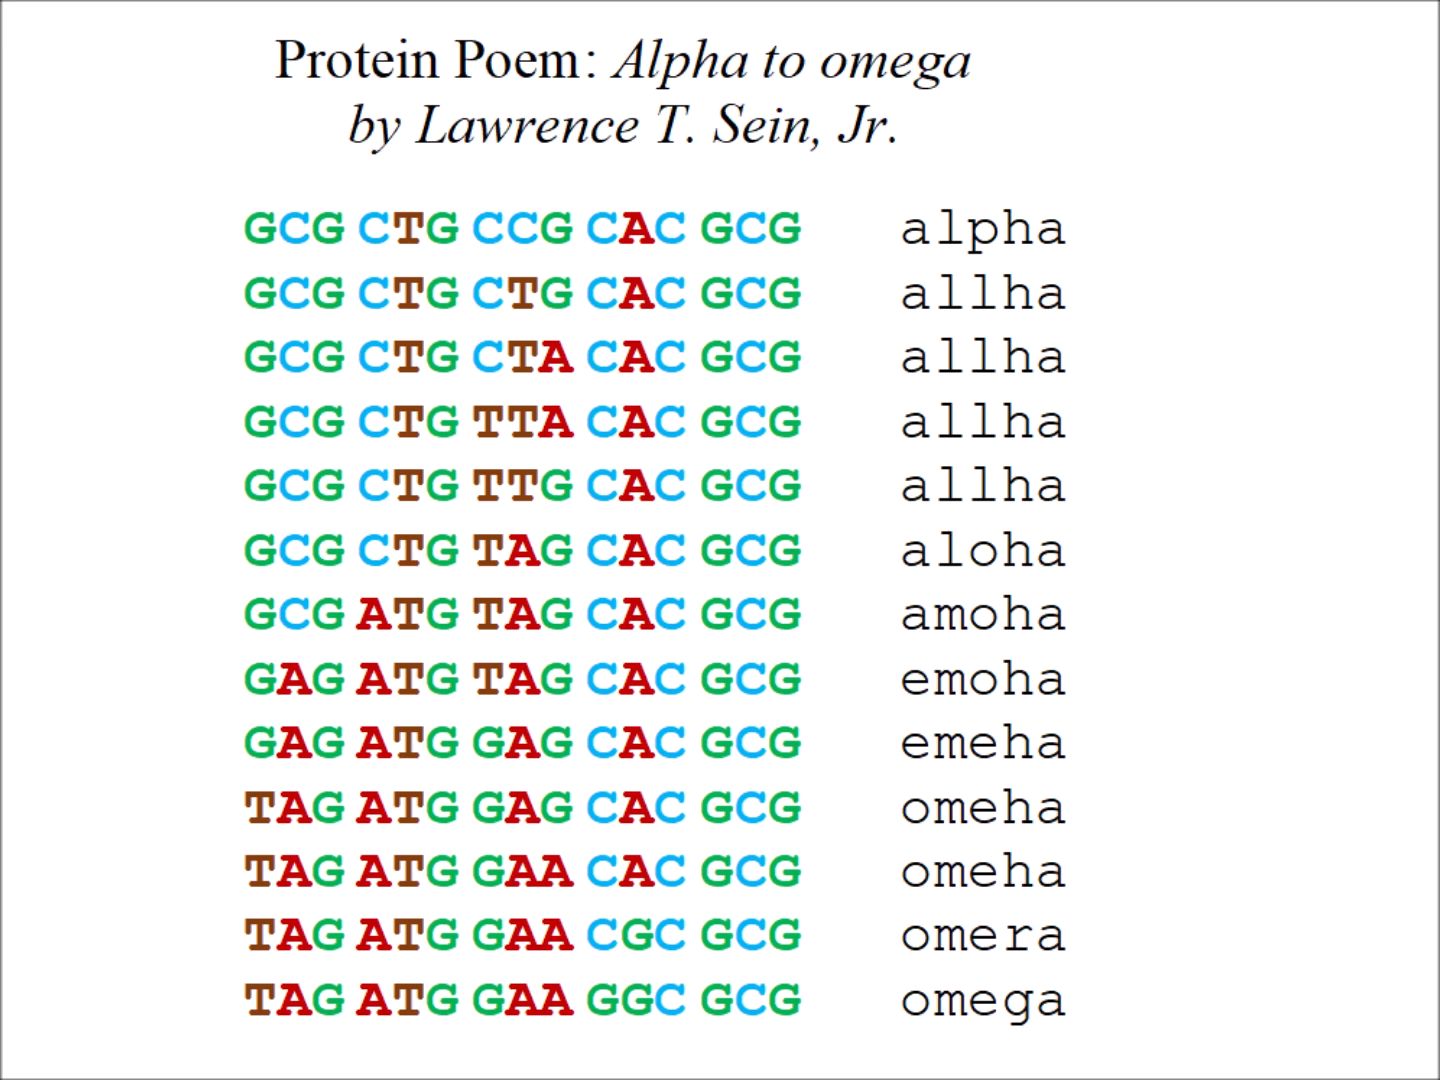 Protein Poem: Alpha to omega
by Lawrence T. Sein, Jr.
GCG CTG CCG CAC GCG alpha
GCG CTG CTG CAC GCG allha
GCG CTG CTA CAC GCG allha
GCG CTG TTA CAC GCG allha
GCG CTG TTG CAC GCG allha
GCG CTG TAG CAC GCG aloha
GCG ATG TAG CAC GCG amoha
GAG ATG TAG CAC GCG emoha
GAG ATG GAG CAC GCG emeha
TAG ATG GAG CAC GCG omeha
TAG ATG GAA CAC GCG omeha
TAG ATG GAA CGC GCG omera
TAG ATG GAA GGC GCG omega